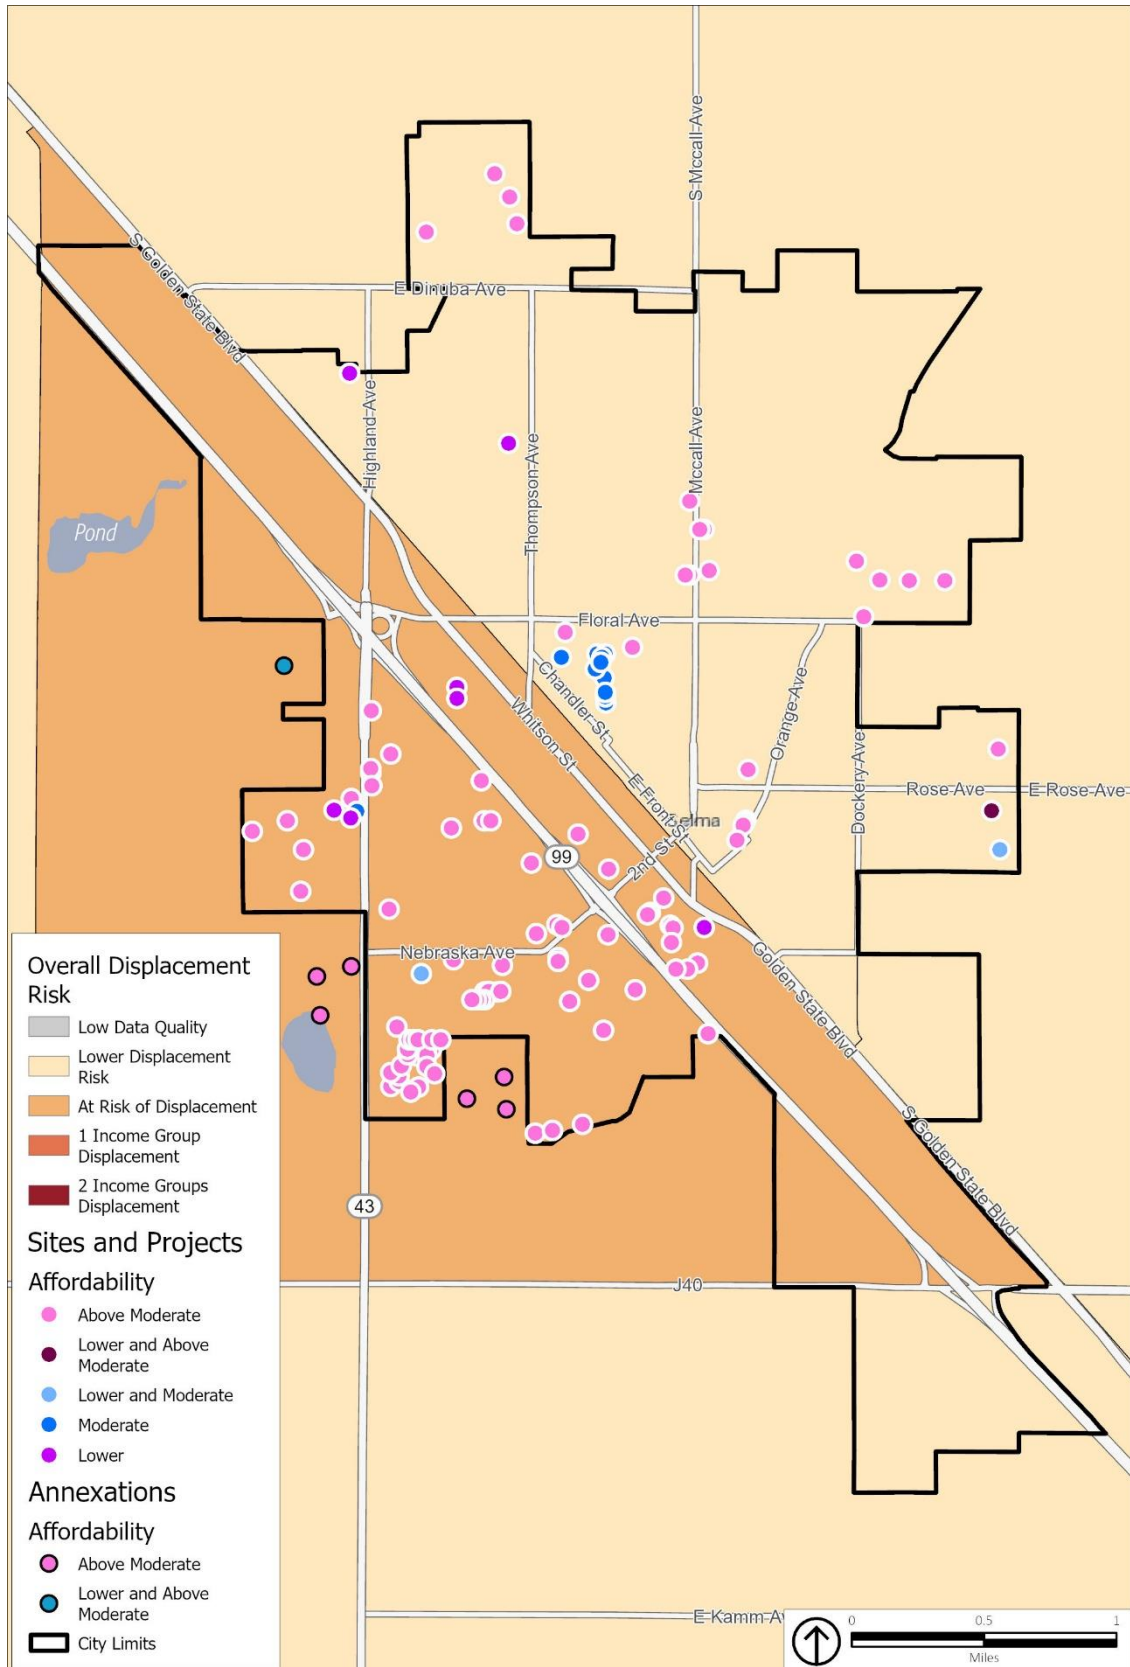 S Mccall Ave
S Golden State Blvd
E Dinuba Ave
Highland Ave
Thompson Ave
Mccall Ave
Pond
Floral Ave
Chandler St
Whitson St
Orange Ave
Dockery Ave
E Front St
Selma
Rose Ave
E Rose Ave
2nd St
99
Nebraska Ave
Golden State Blvd
S Golden State Blvd
43
J40
E Kamm Av
Overall Displacement
Risk
Low Data Quality
Lower Displacement
Risk
At Risk of Displacement
1 Income Group
Displacement
2 Income Groups
Displacement
Sites and Projects
Affordability
Above Moderate
Lower and Above
Moderate
Lower and Moderate
Moderate
Lower
Annexations
Affordability
Above Moderate
Lower and Above
Moderate
City Limits
0 0.5 1
Miles